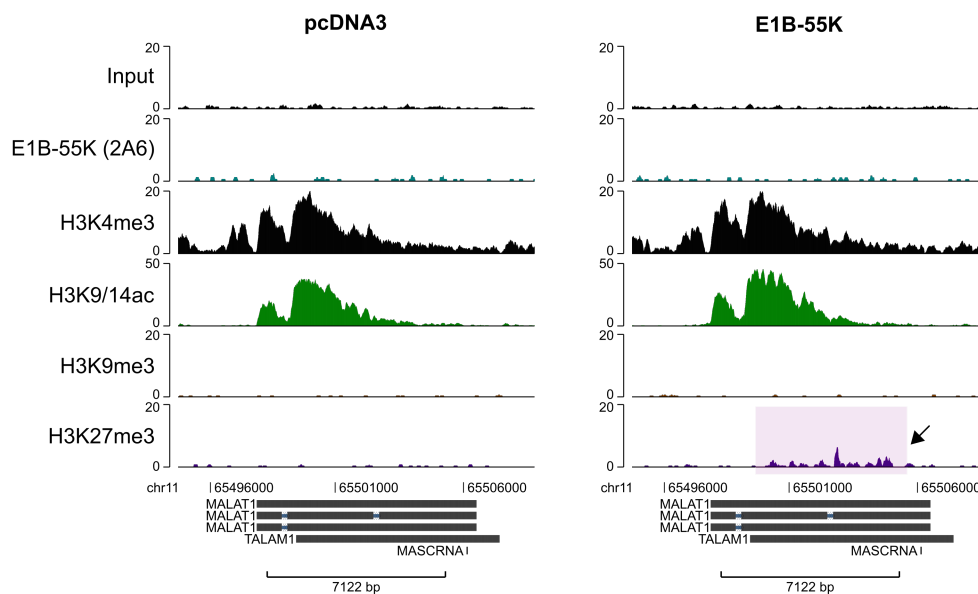 pcDNA3 E1B-55K
Input 20 0 20 0
E1B-55K (2A6) 20 0 20 0
H3K4me3 20 0 20 0
H3K9/14ac 50 0 50 0
H3K9me3 20 0 20 0
H3K27me3 20 0 20 0
chr11 |65496000 |65501000 |65506000 chr11 |65496000 |65501000 |6550600
MALAT1 MALAT1
MALAT1 MALAT1
MALAT1 MALAT1
TALAM1 TALAM1
MASCRNA MASCRNA
7122 bp 7122 bp